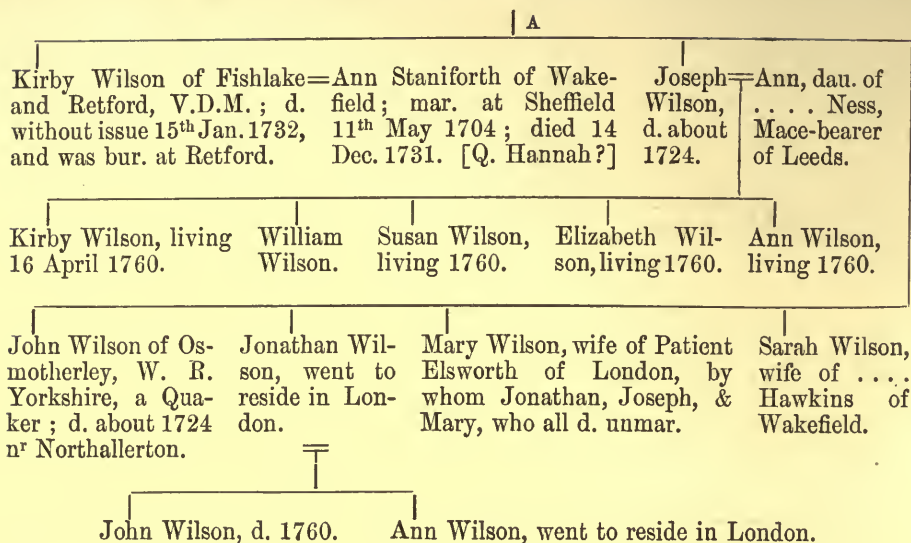 A
Kirby Wilson of Fishlake=
and Retford, V.D.M.; d.
without issue 15th Jan. 1732,
and was bur. at Retford.
Ann Staniforth of Wake-
field; mar. at Sheffield
11th May 1704; died 14
Dec. 1731. [Q. Hannah?]
Joseph
Wilson,
d. about
1724.
Ann, dau. of
.... Ness,
Mace-bearer
of Leeds.
Kirby Wilson, living
16 April 1760.
William
Wilson.
Susan Wilson,
living 1760.
Elizabeth Wil-
son, living 1760.
Ann Wilson,
living 1760.
John Wilson of Os-
motherley, W. R.
Yorkshire, a Qua-
ker; d. about 1724
nr Northallerton.
Jonathan Wil-
son, went to
reside in Lon-
don.
Mary Wilson, wife of Patient
Elsworth of London, by
whom Jonathan, Joseph, &
Mary, who all d. unmar.
Sarah Wilson,
wife of ....
Hawkins of
Wakefield.
John Wilson, d. 1760.
Ann Wilson, went to reside in London.